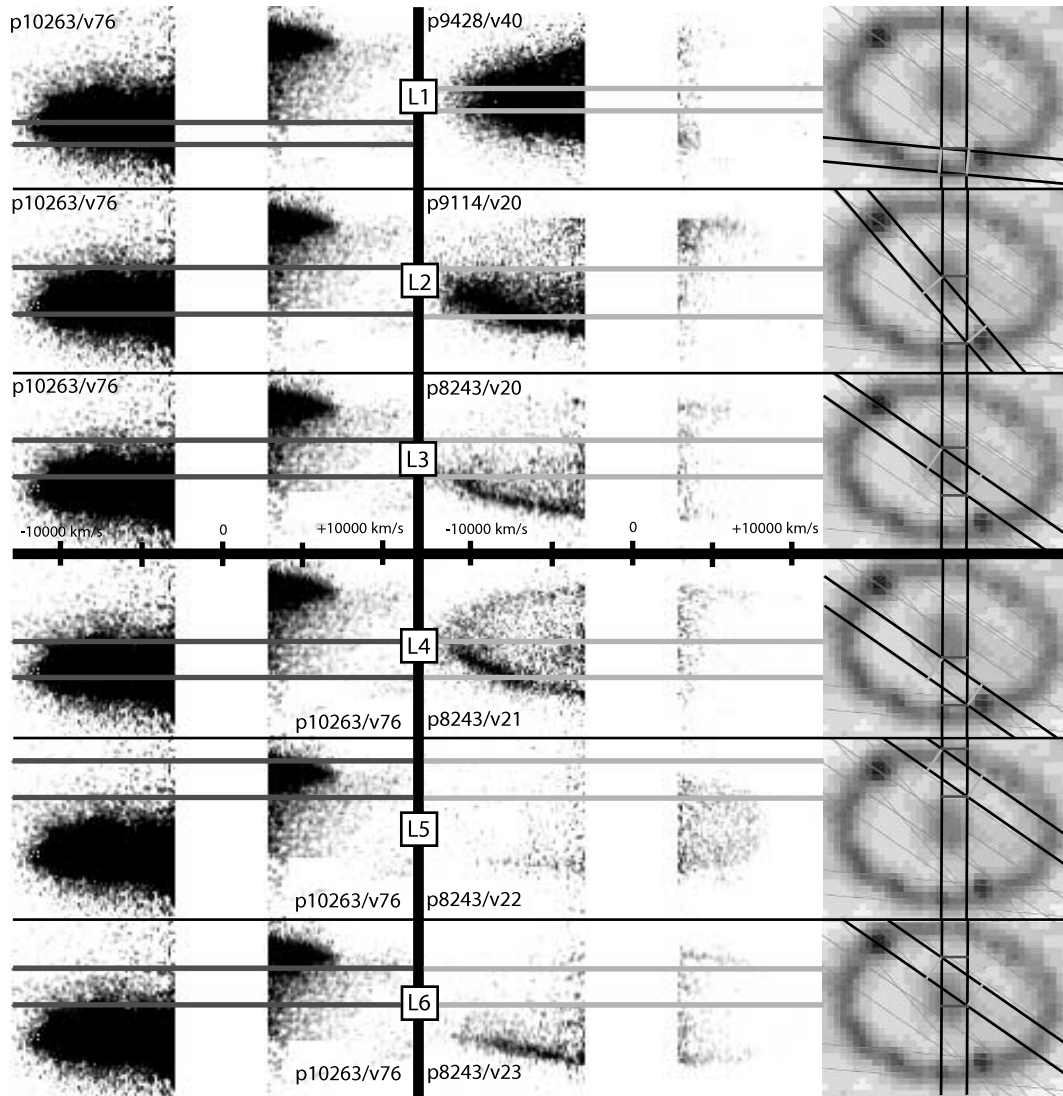 p10263/v76
p9428/v40
L1
p10263/v76
p9114/v20
L2
p10263/v76
p8243/v20
L3
-10000 km/s
0
+10000 km/s
-10000 km/s
0
+10000 km/s
L4
p10263/v76
p8243/v21
L5
p10263/v76
p8243/v22
L6
p10263/v76
p8243/v23